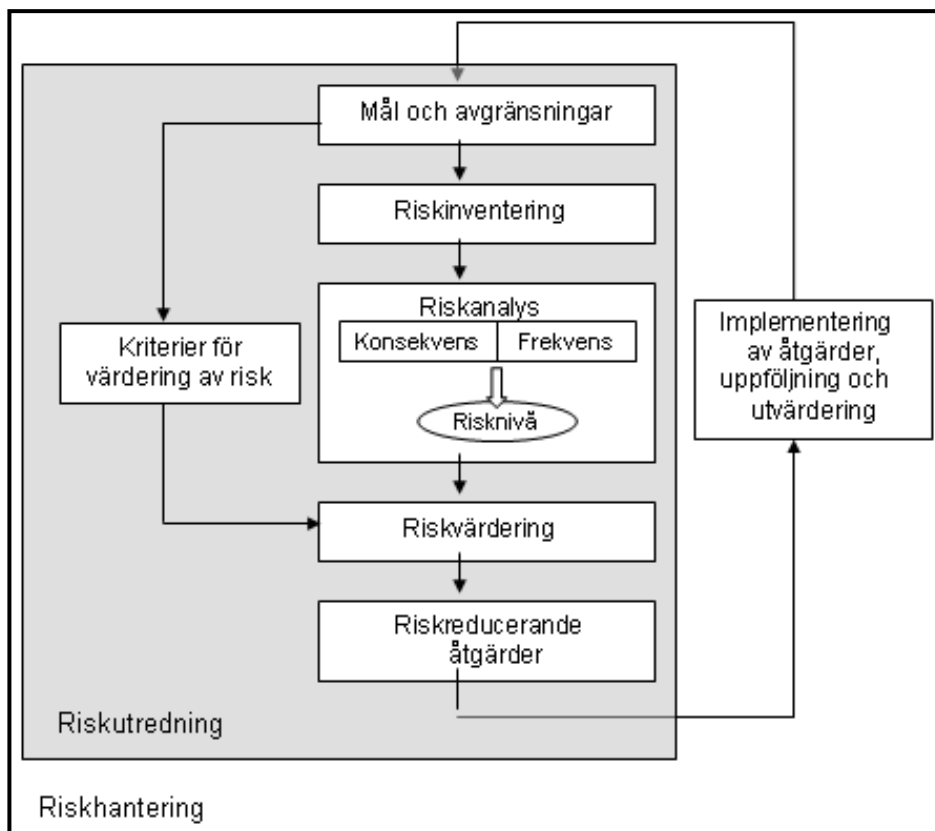 Mål och avgränsningar
Riskinventering
Riskanalys
Konsekvens
Frekvens
Risknivå
Kriterier för
värdering av risk
Implementering
av åtgärder,
uppföljning och
utvärdering
Riskvärdering
Riskreducerande
åtgärder
Riskutredning
Riskhantering